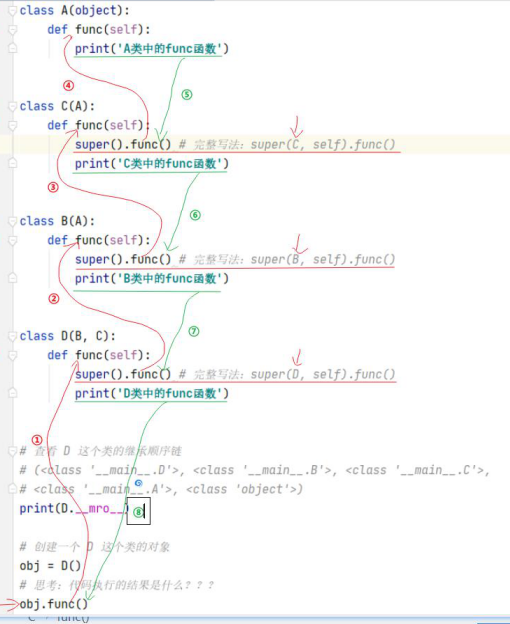 class A(object):
def func(self):
print('A类中的func函数')
④
⑤
class C(A):
def func(self):
super().func() # 完整写法: super(C, self).func()
print('C类中的func函数')
③
⑥
class B(A):
def func(self):
super().func() # 完整写法: super(B, self).func()
print('B类中的func函数')
②
⑦
class D(B, C):
def func(self):
super().func() # 完整写法: super(D, self).func()
print('D类中的func函数')
①
# 查看 D 这个类的继承顺序链
# (<class '__main__.D'>, <class '__main__.B'>, <class '__main__.C'>,
# <class '__main__.A'>, <class 'object'>)
print(D.__mro__)
⑧
# 创建一个 D 这个类的对象
obj = D()
# 思考: 代码执行的结果是什么???
obj.func()